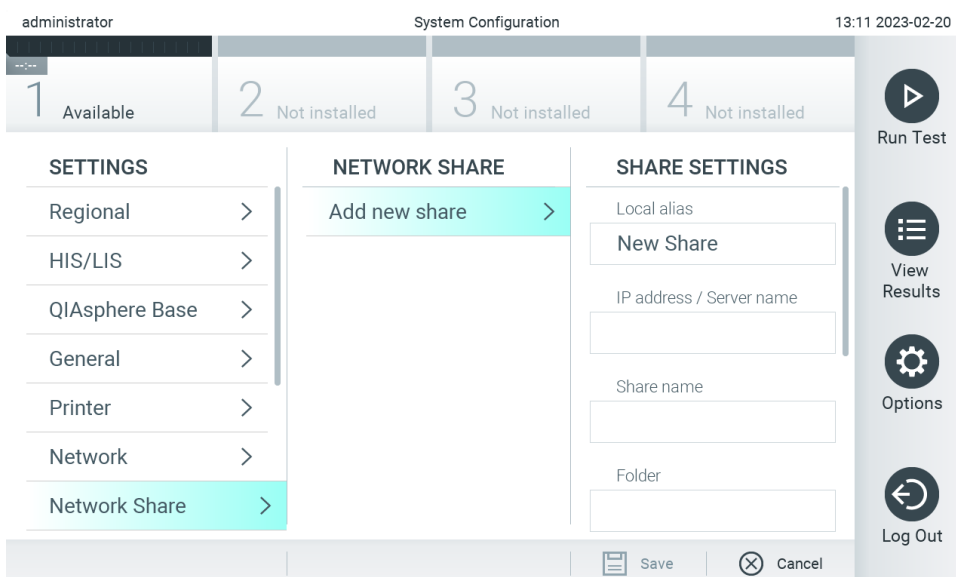 administrator
System Configuration
13:11 2023-02-20
--:--
1 Available
2 Not installed
3 Not installed
4 Not installed
SETTINGS
Regional
HIS/LIS
QIAsphere Base
General
Printer
Network
Network Share
NETWORK SHARE
Add new share
SHARE SETTINGS
Local alias
New Share
IP address / Server name
Share name
Folder
Save
Cancel
Run Test
View
Results
Options
Log Out